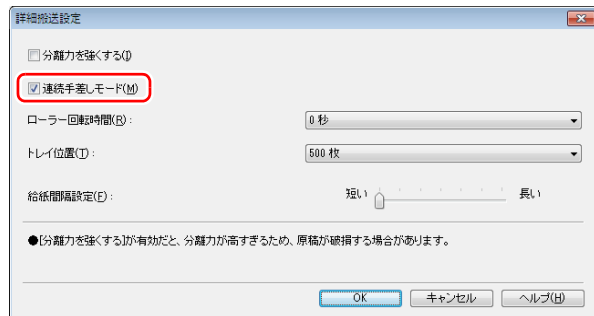 詳細搬送設定
分離力を強くする(I)
連続手差しモード(M)
ローラー回転時間(R):
0 秒
トレイ位置(T):
500 枚
給紙間隔設定(F):
短い
長い
●[分離力を強くする]が有効だと、分離力が高すぎるため、原稿が破損する場合があります。
OK
キャンセル
ヘルプ(H)